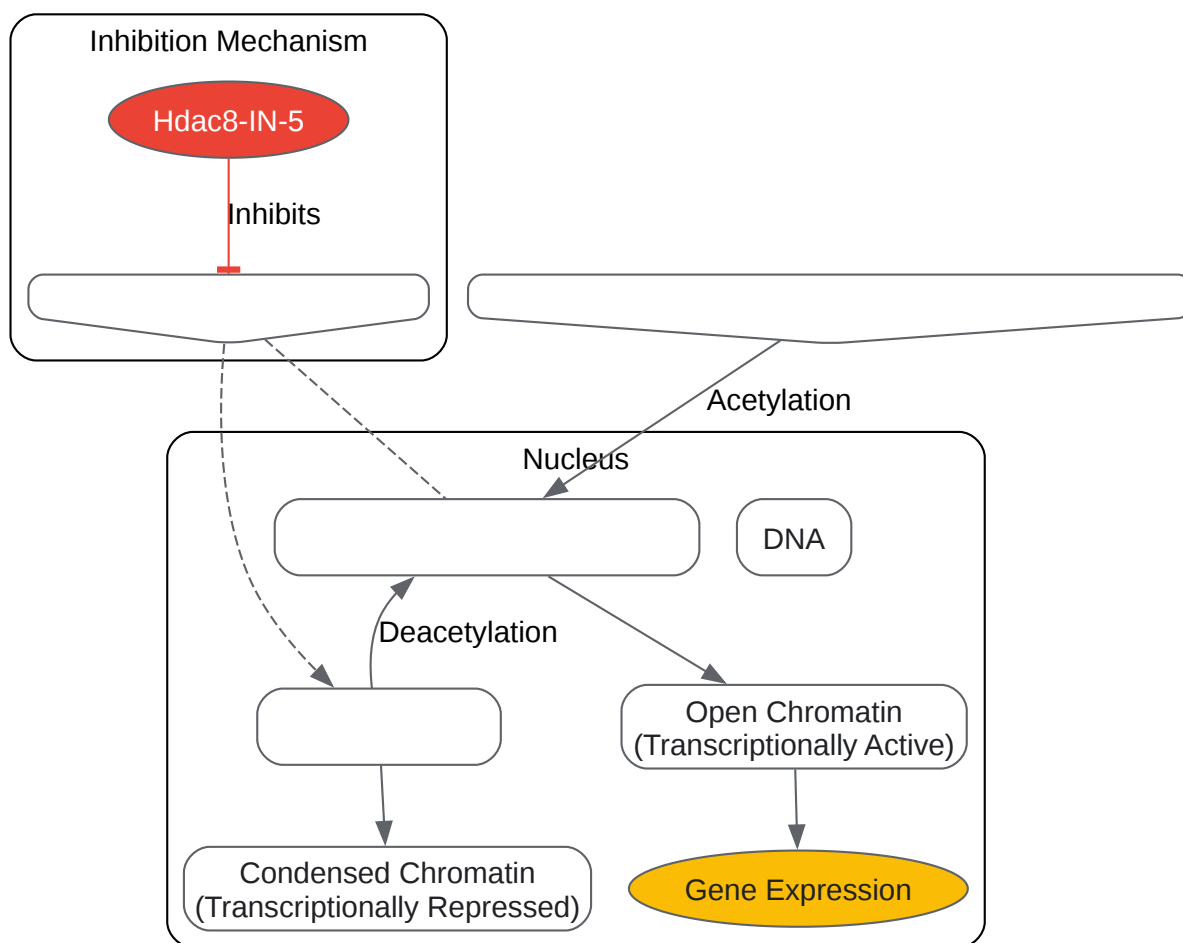 Inhibition Mechanism
Hdac8-IN-5
Inhibits
Acetylation
Nucleus
DNA
Deacetylation
Open Chromatin
(Transcriptionally Active)
Condensed Chromatin
(Transcriptionally Repressed)
Gene Expression